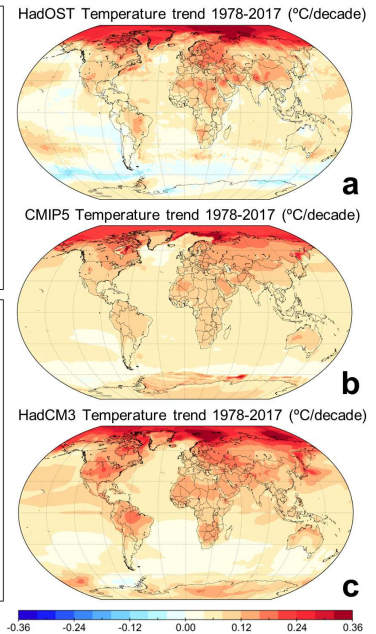 HadOST Temperature trend 1978-2017 (ºC/decade)
a
CMIP5 Temperature trend 1978-2017 (ºC/decade)
b
HadCM3 Temperature trend 1978-2017 (ºC/decade)
c
-0.36 -0.24 -0.12 0.00 0.12 0.24 0.36